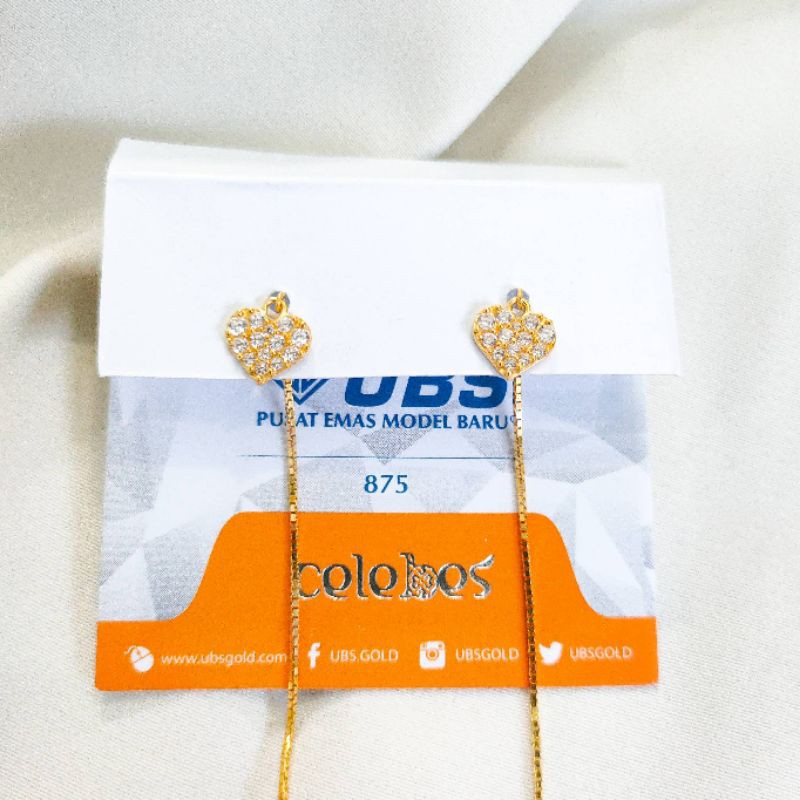 UBS
PUSAT EMAS MODEL BARU
875
celebes
www.ubsgold.com UBS GOLD UBSGOLD UBSGOLD